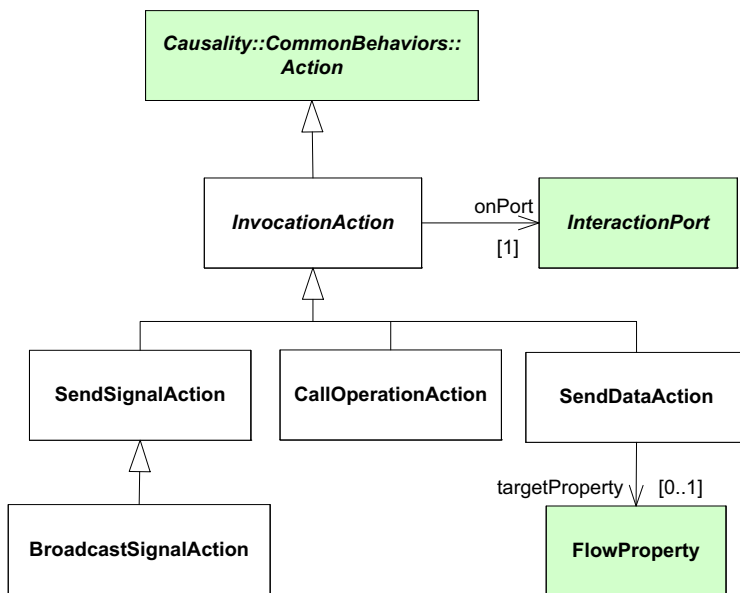 Causality::CommonBehaviors::
Action
InvocationAction
onPort
[1]
InteractionPort
SendSignalAction
CallOperationAction
SendDataAction
targetProperty
[0..1]
BroadcastSignalAction
FlowProperty